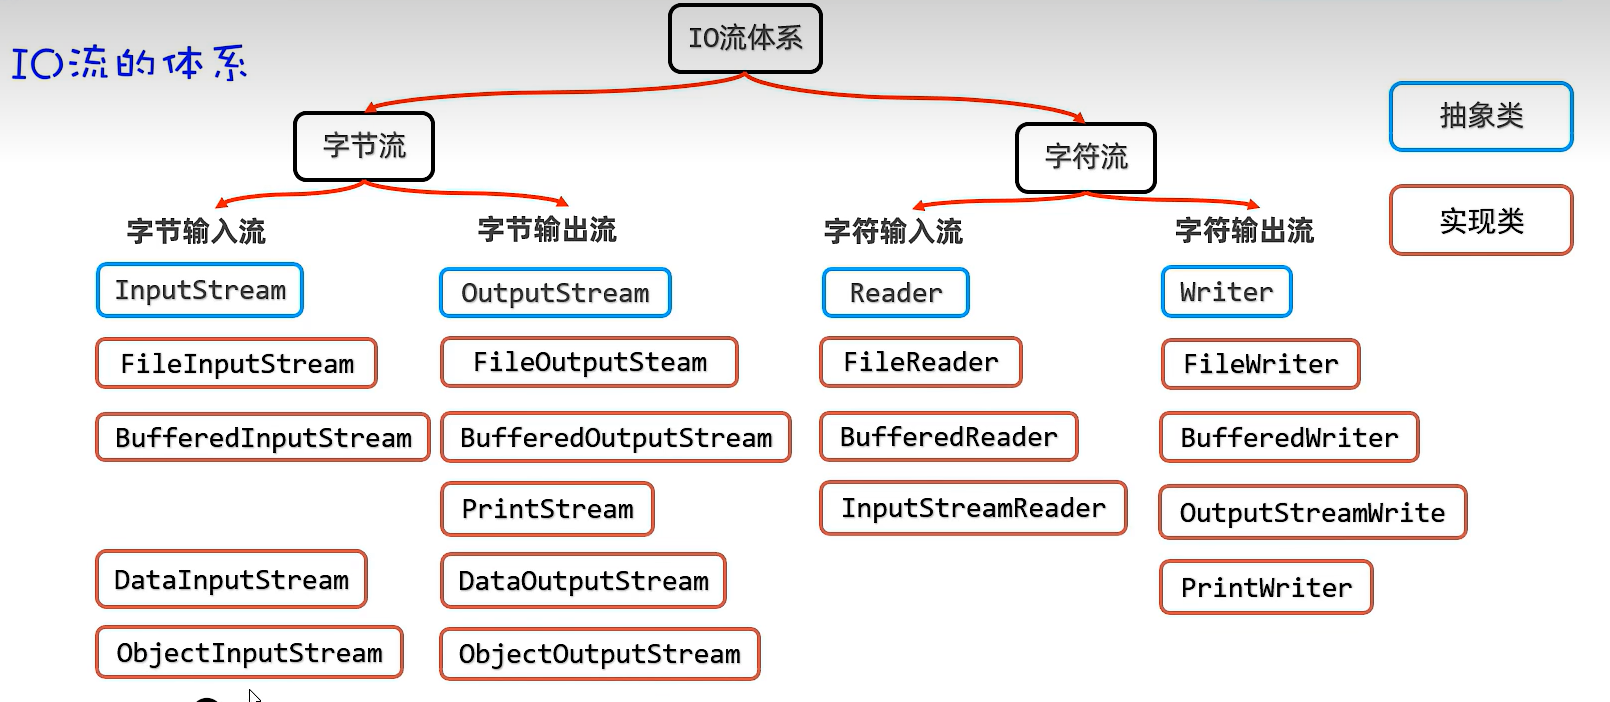 IO流体系
IO流的体系
抽象类
字节流
字符流
实现类
字节输入流
字节输出流
字符输入流
字符输出流
InputStream
OutputStream
Reader
Writer
FileInputStream
FileOutputSteam
FileReader
FileWriter
BufferedInputStream
BufferedOutputStream
BufferedReader
BufferedWriter
PrintStream
InputStreamReader
OutputStreamWrite
DataInputStream
DataOutputStream
PrintWriter
ObjectInputStream
ObjectOutputStream